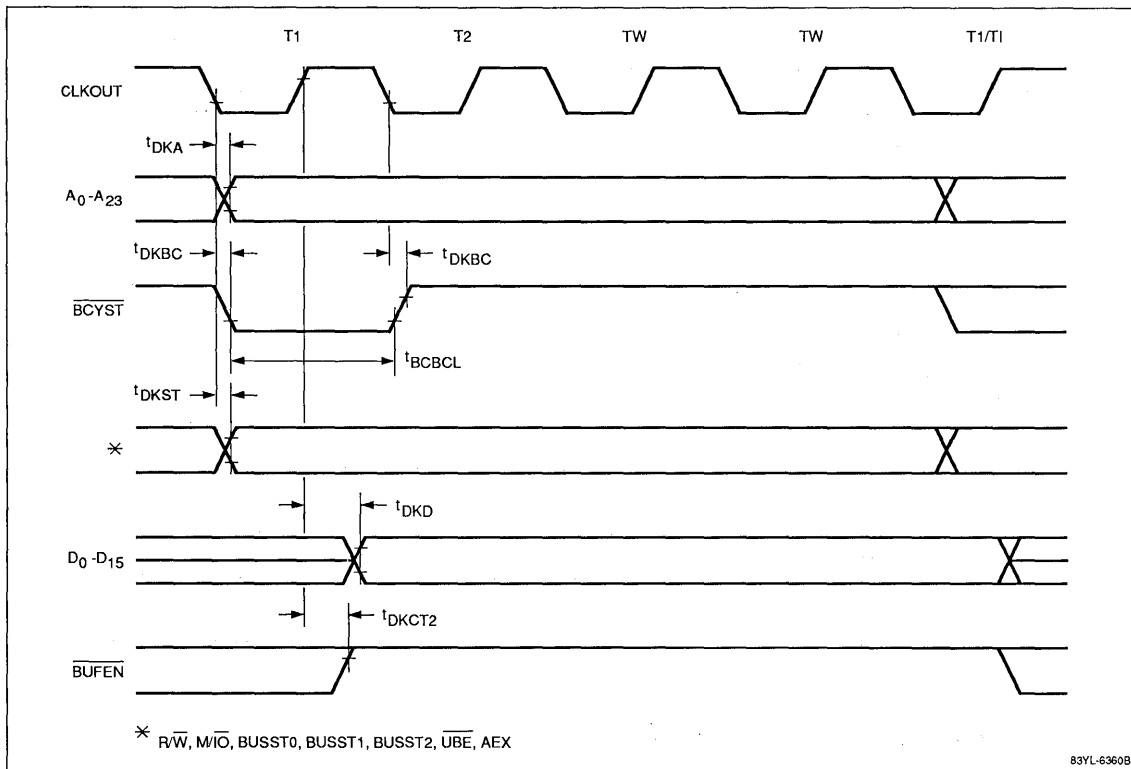 T1 T2 TW TW T1/TI
CLKOUT
tDKA
A0-A23
tDKBC tDKBC
BCYST
tBCBCL
tDKST
*
tDKD
D0-D15
tDKCT2
BUFEN
* R/W, M/IO, BUSST0, BUSST1, BUSST2, UBE, AEX
83YL-6360B